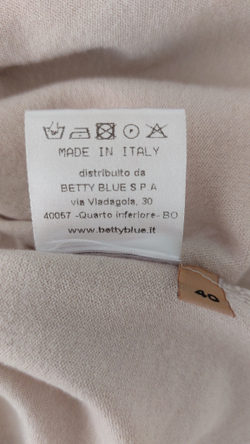 MADE IN ITALY
distribuito da
BETTY BLUE S.P.A
via Viadagola, 30
40057 -Quarto inferiore- BO
www.bettyblue.it
40